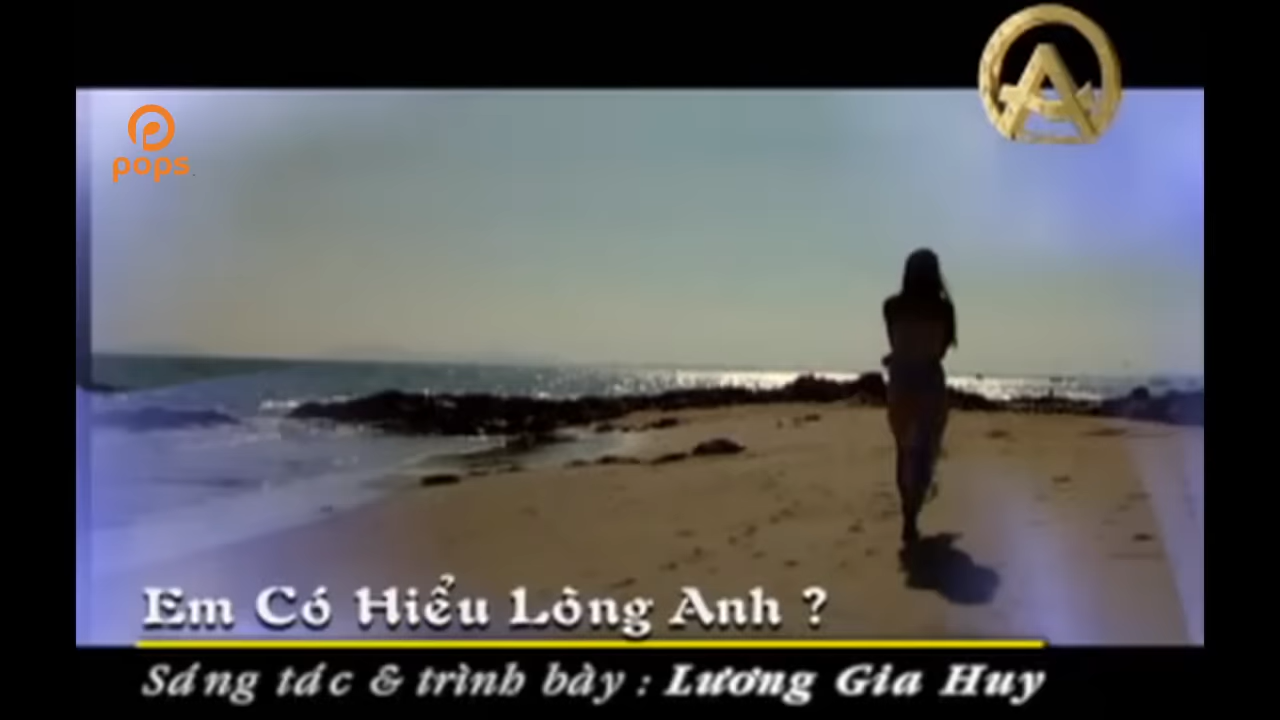 pops
Em Có Hiểu Lòng Anh ?
Sáng tác & trình bày : Lương Gia Huy